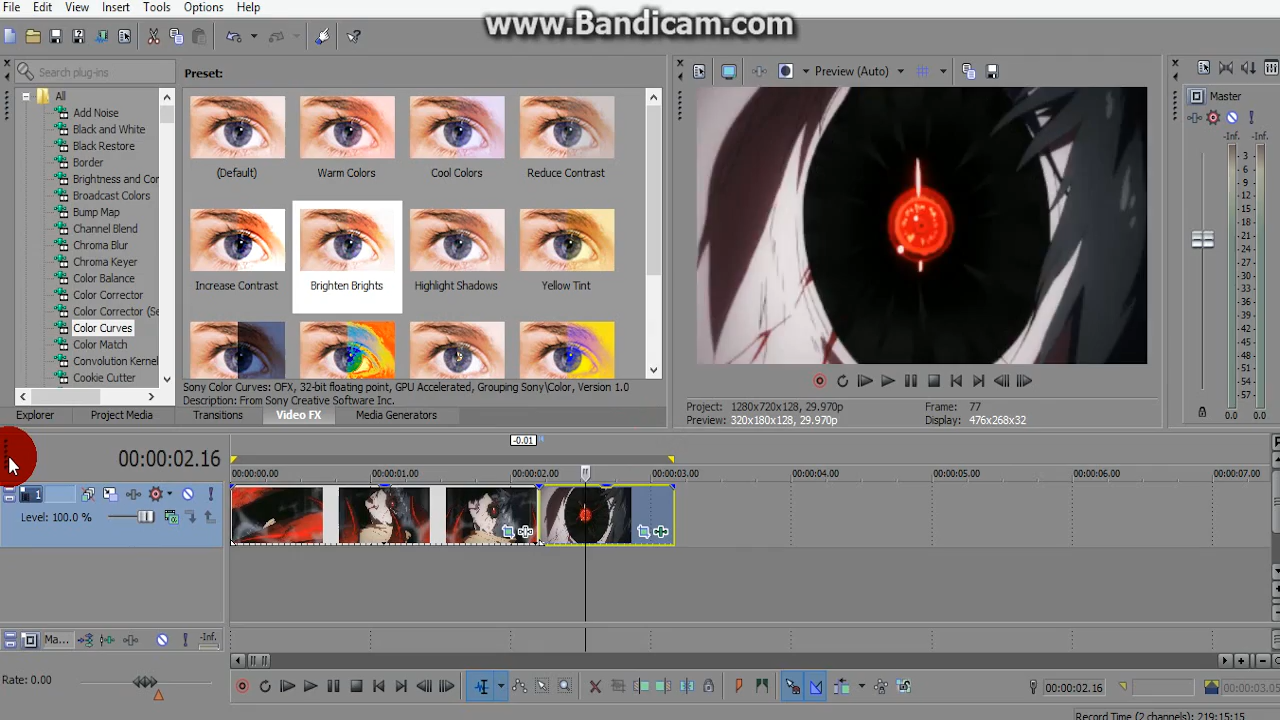 File Edit View Insert Tools Options Help
www.Bandicam.com
Search plug-ins
Preset:
Preview (Auto)
All
Add Noise
Black and White
Black Restore
Border
Brightness and Cor
Broadcast Colors
Bump Map
Channel Blend
Chroma Blur
Chroma Keyer
Color Balance
Color Corrector
Color Corrector (Se
Color Curves
Color Match
Convolution Kernel
Cookie Cutter
(Default) Warm Colors Cool Colors Reduce Contrast
Increase Contrast Brighten Brights Highlight Shadows Yellow Tint
Sony Color Curves: OFX, 32-bit floating point, GPU Accelerated, Grouping Sony\Color, Version 1.0
Description: From Sony Creative Software Inc.
Explorer Project Media Transitions Video FX Media Generators
Project: 1280x720x128, 29.970p
Preview: 320x180x128, 29.970p
Frame: 77
Display: 476x268x32
Master
-Inf. -Inf.
3
6
9
12
15
18
21
24
27
30
33
36
39
42
45
48
51
54
57
0.0 0.0
00:00:02.16
-0.01
00:00:00.00 00:00:01.00 00:00:02.00 00:00:03.00 00:00:04.00 00:00:05.00 00:00:06.00 00:00:07.00
1
Level: 100.0 %
Ma...
-Inf.
Rate: 0.00
00:00:02.16
00:00:03.05
Record Time (2 channels): 219:15:15